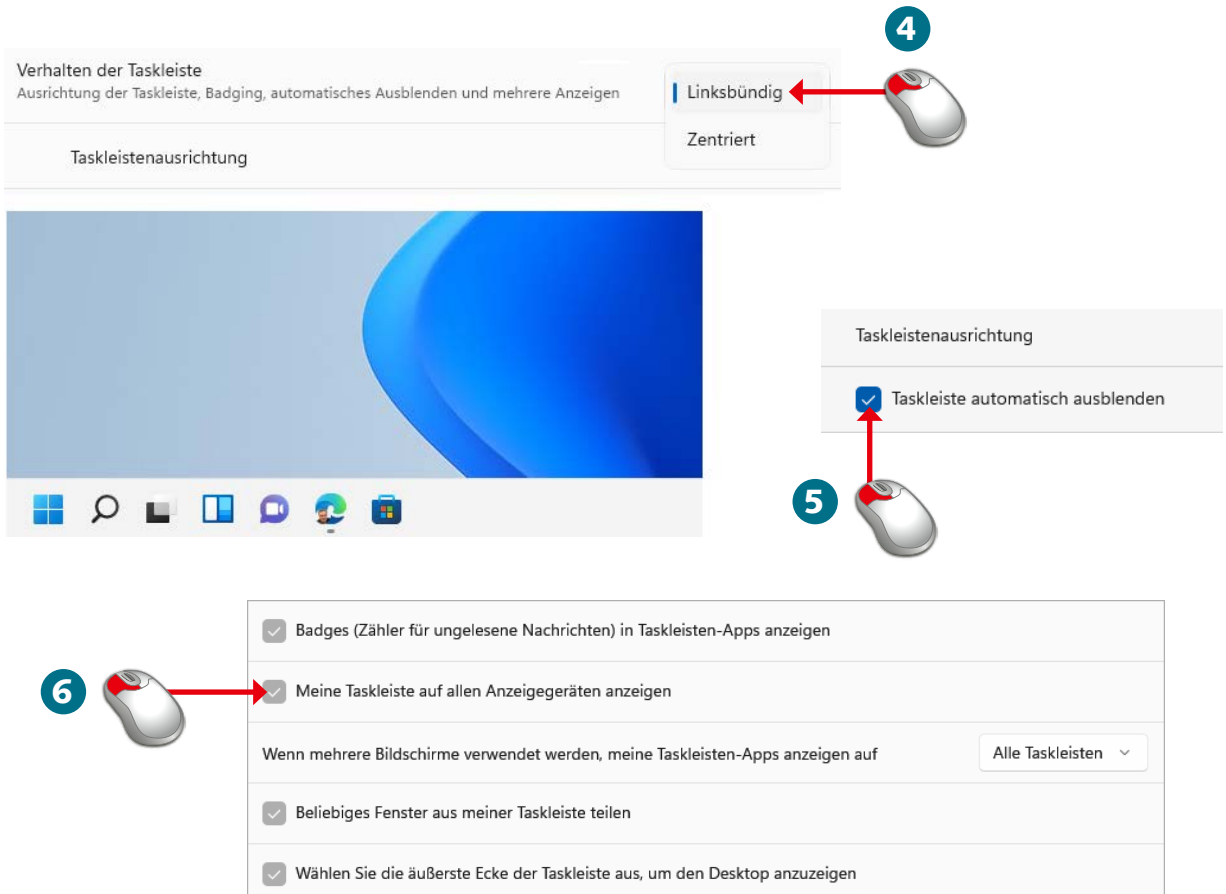 4
Verhalten der Taskleiste
Ausrichtung der Taskleiste, Badging, automatisches Ausblenden und mehrere Anzeigen
Linksbündig
Zentriert
Taskleistenausrichtung
Taskleistenausrichtung
Taskleiste automatisch ausblenden
5
Badges (Zähler für ungelesene Nachrichten) in Taskleisten-Apps anzeigen
6
Meine Taskleiste auf allen Anzeigegeräten anzeigen
Wenn mehrere Bildschirme verwendet werden, meine Taskleisten-Apps anzeigen auf
Alle Taskleisten
Beliebiges Fenster aus meiner Taskleiste teilen
Wählen Sie die äußerste Ecke der Taskleiste aus, um den Desktop anzuzeigen